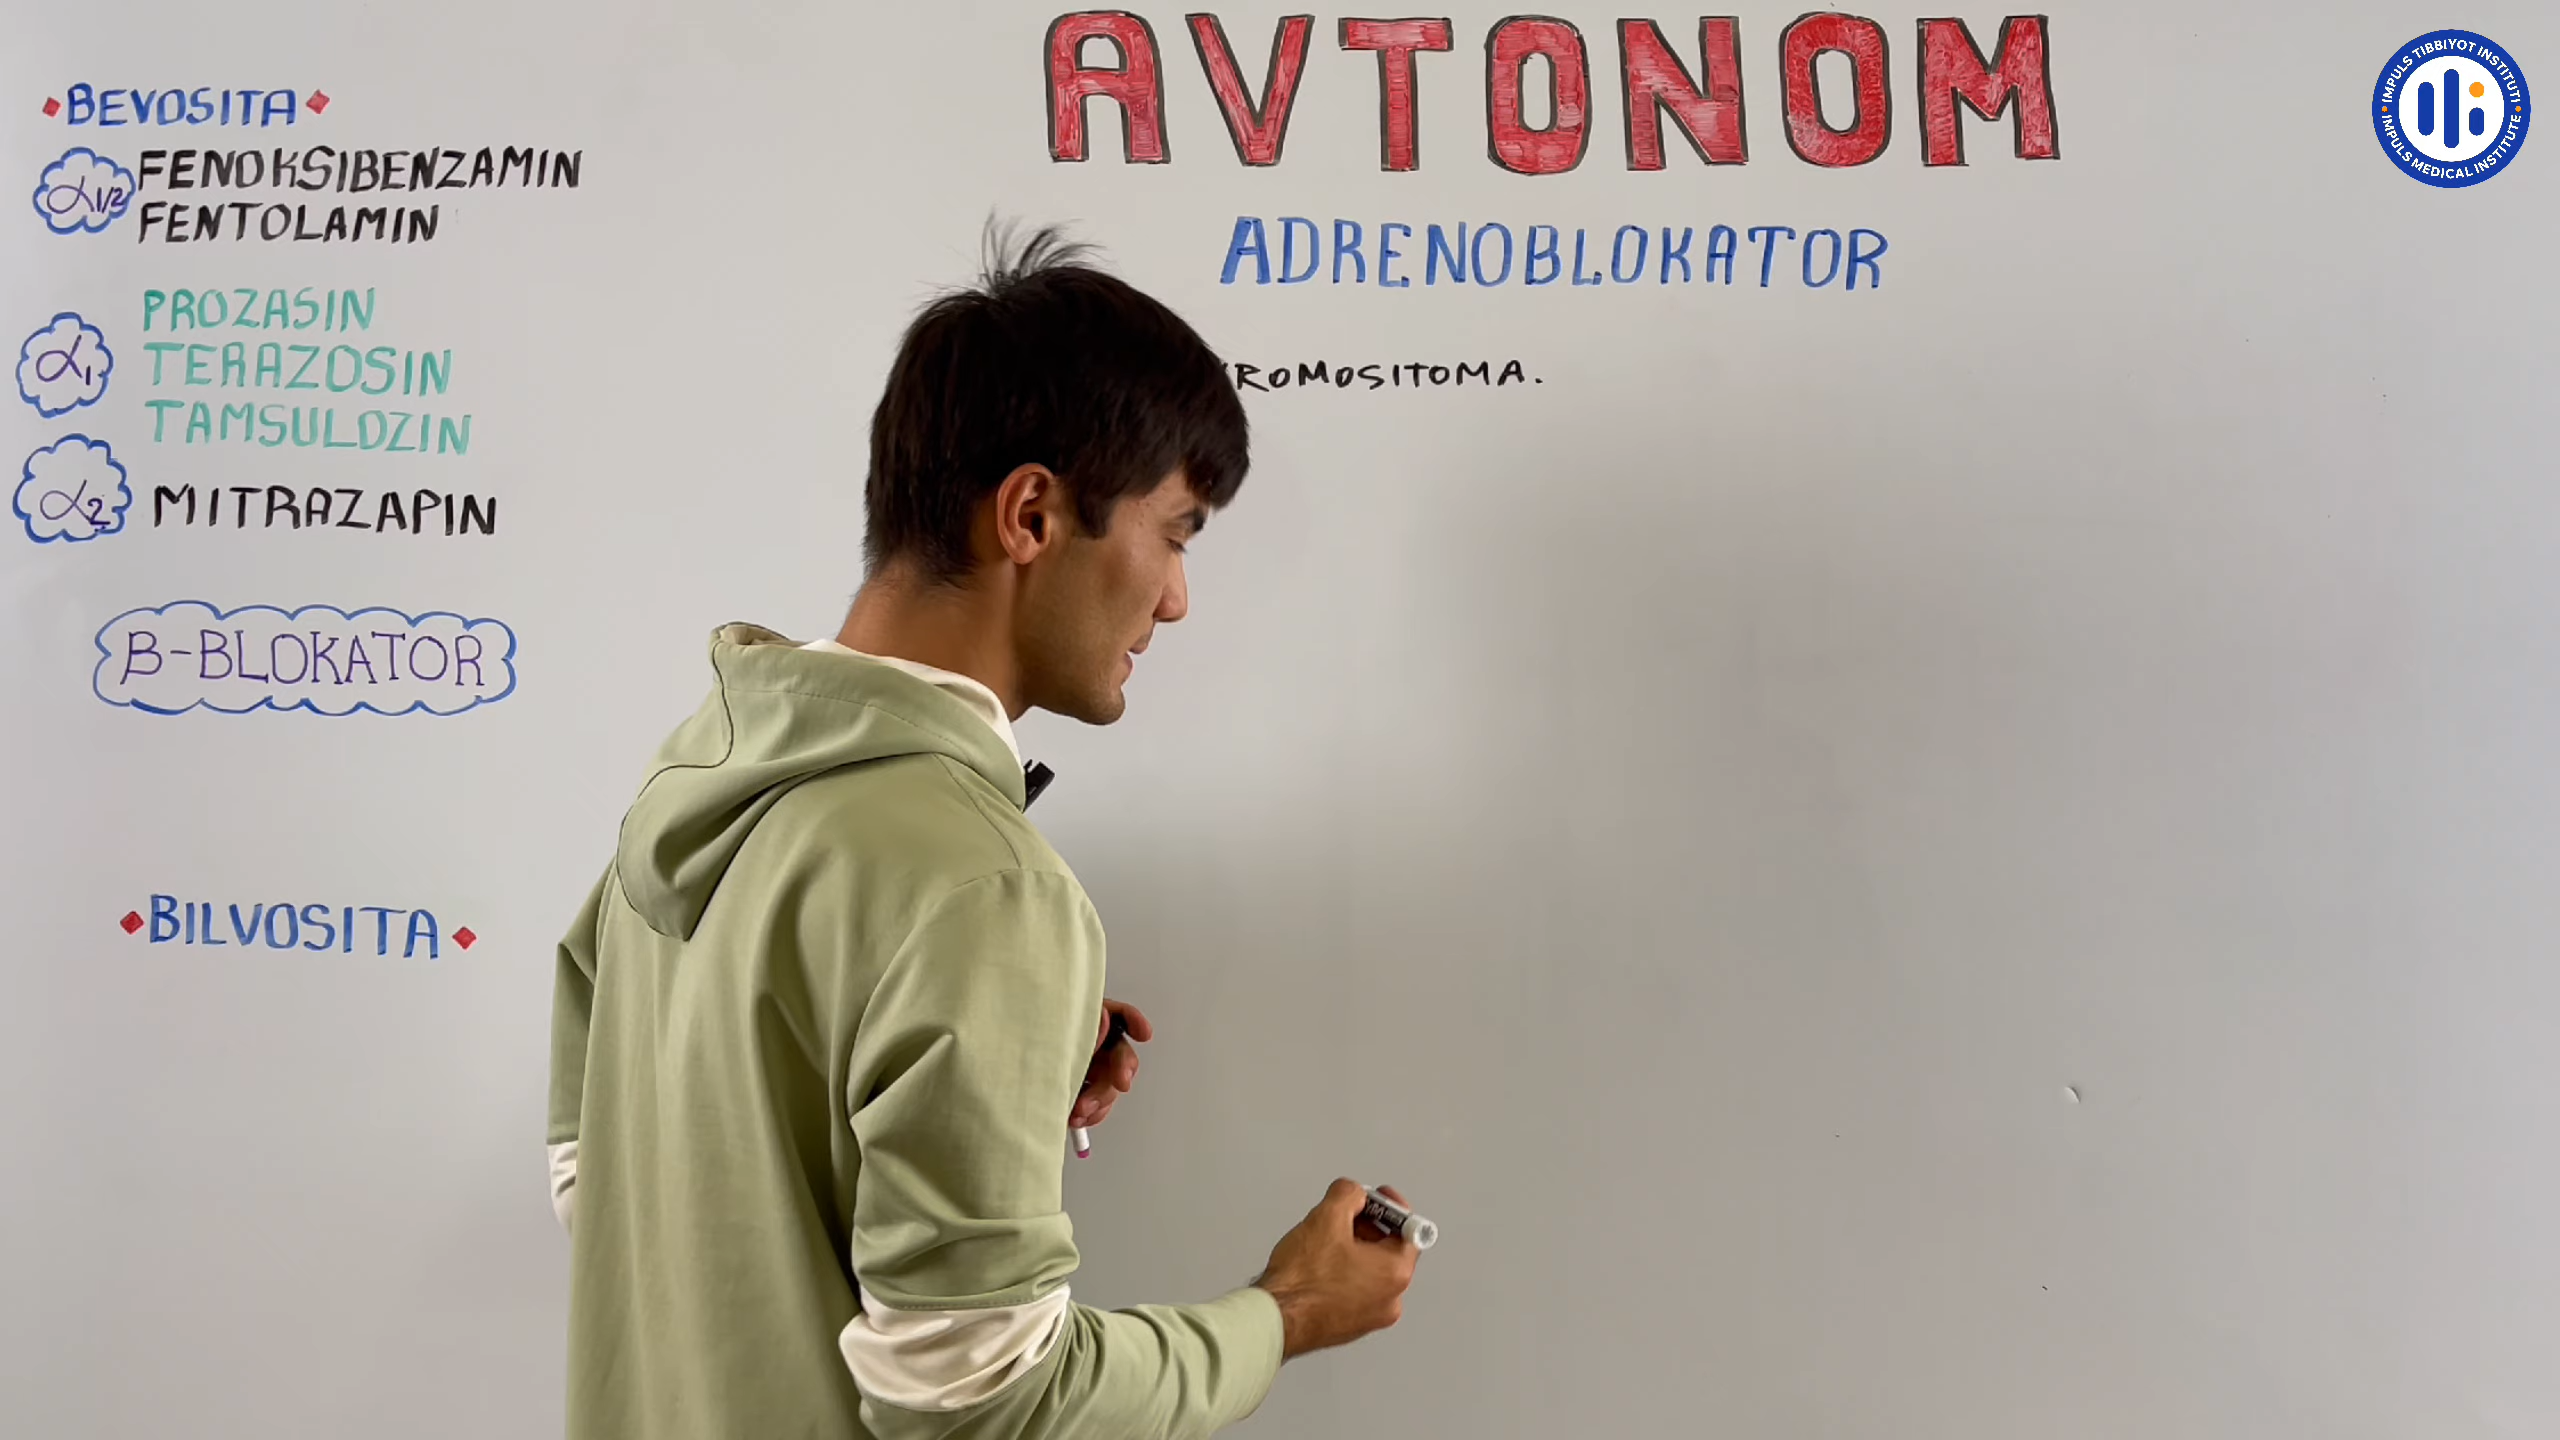 AVTONOM
ADRENOBLOKATOR
•BEVOSITA•
α1/2 FENOKSIBENZAMIN
FENTOLAMIN
α1 PROZASIN
TERAZOSIN
TAMSULOZIN
α2 MITRAZAPIN
β-BLOKATOR
•BILVOSITA•
ROMOSITOMA.
IMPULS TIBBIYOT INSTITUTI
IMPULS MEDICAL INSTITUTE